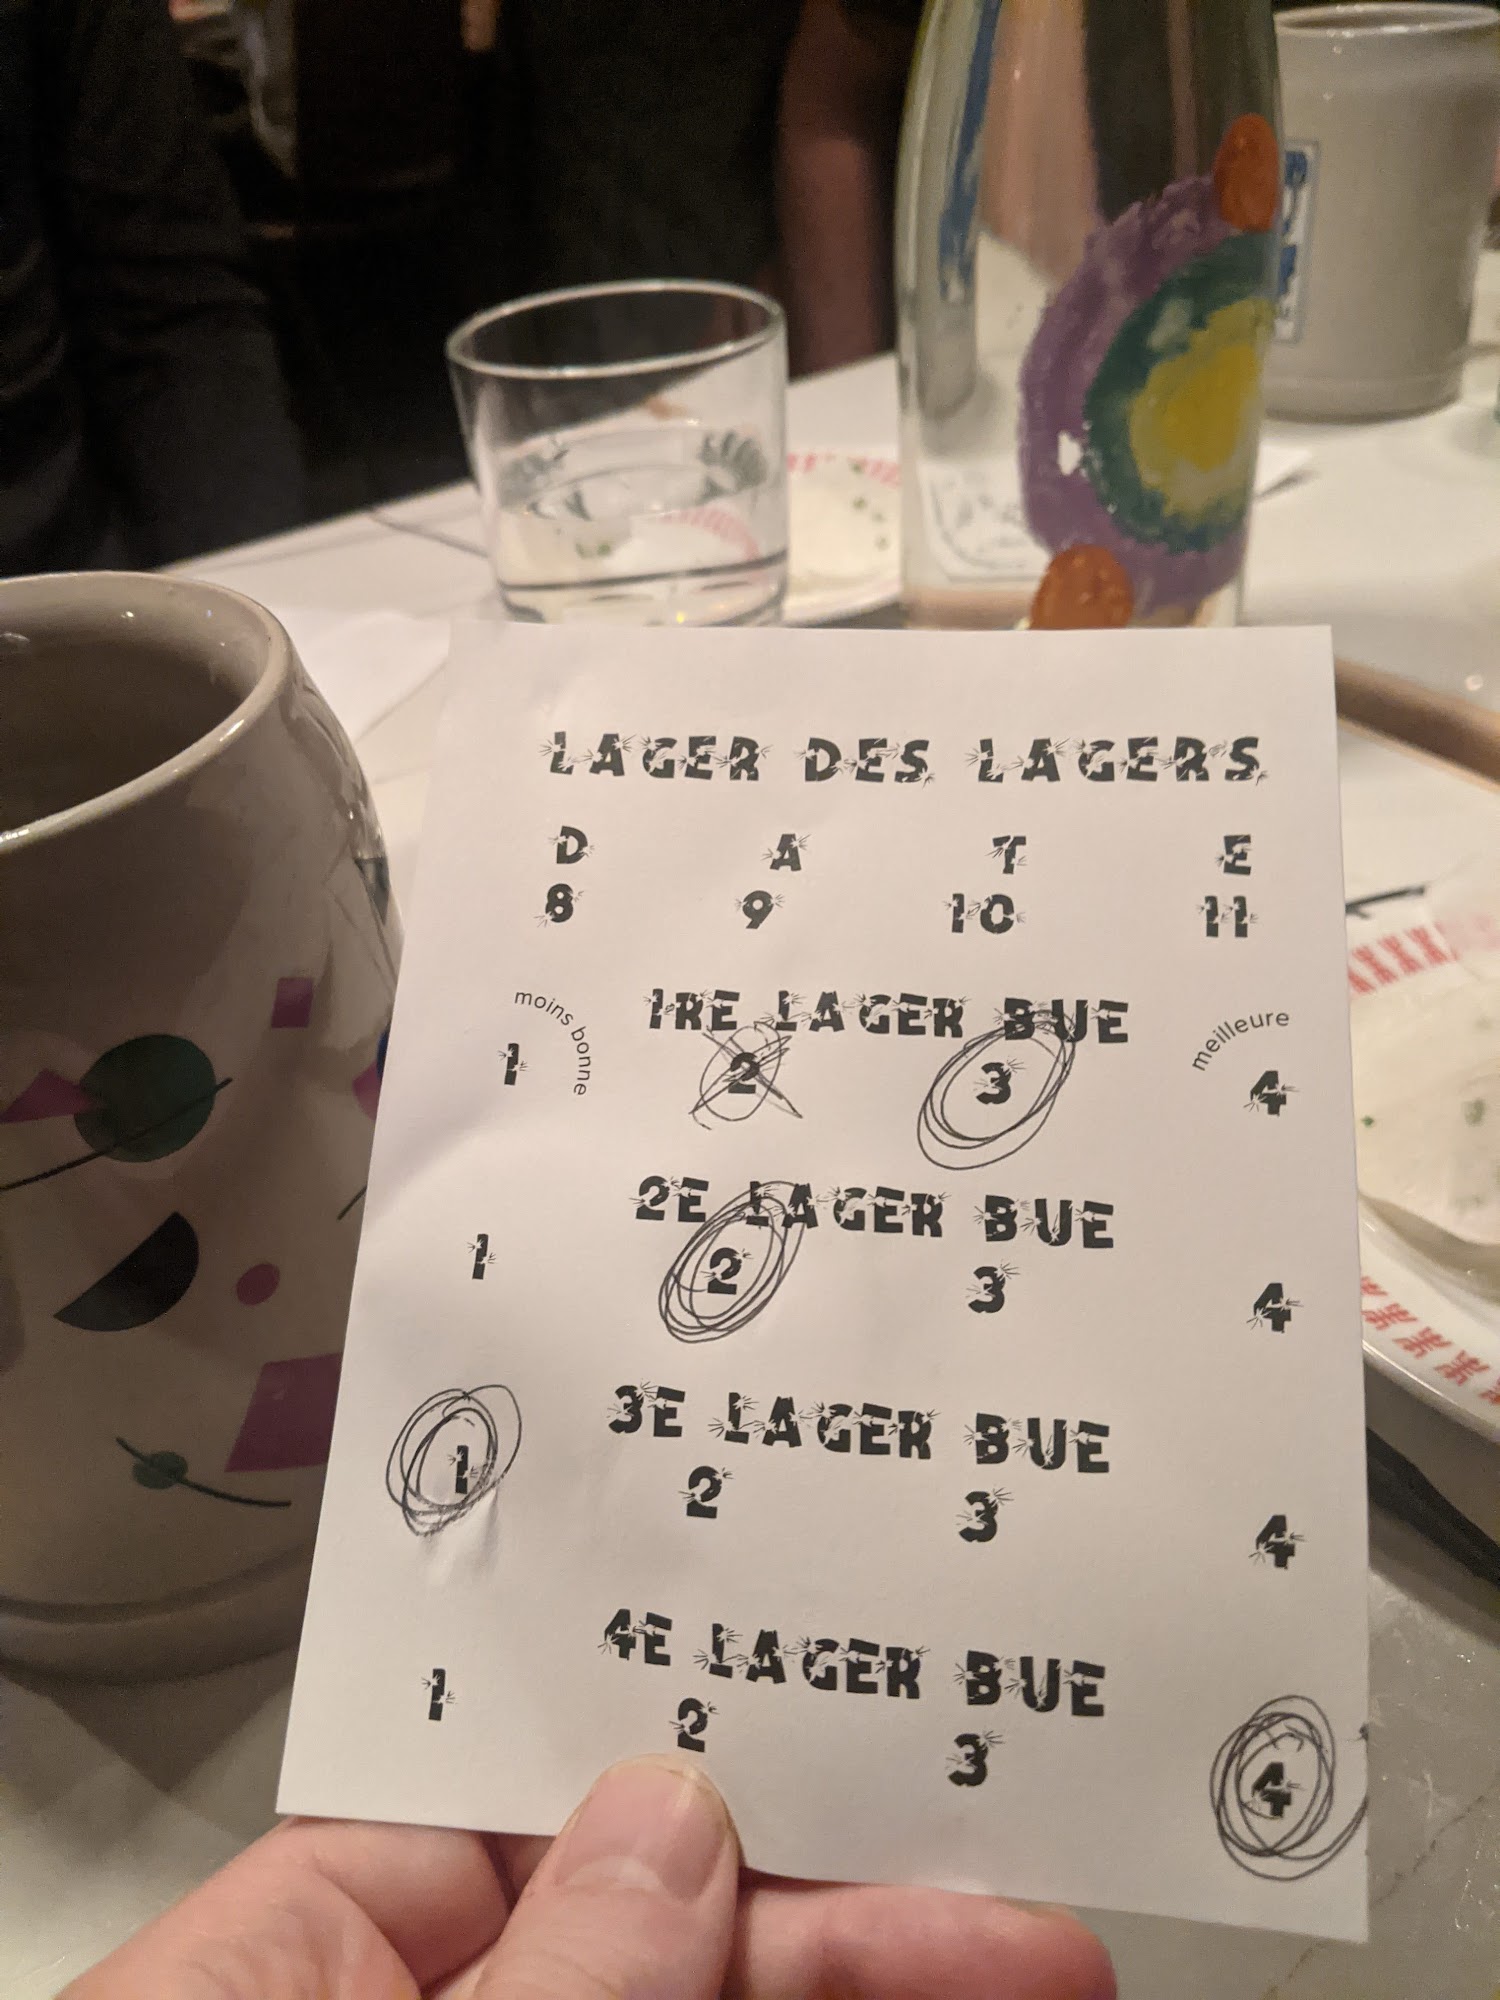 LAGER DES LAGERS
D A T E
8 9 10 11
1RE LAGER BUE
moins bonne
meilleure
1 2 3 4
2E LAGER BUE
1 2 3 4
3E LAGER BUE
1 2 3 4
4E LAGER BUE
1 2 3 4